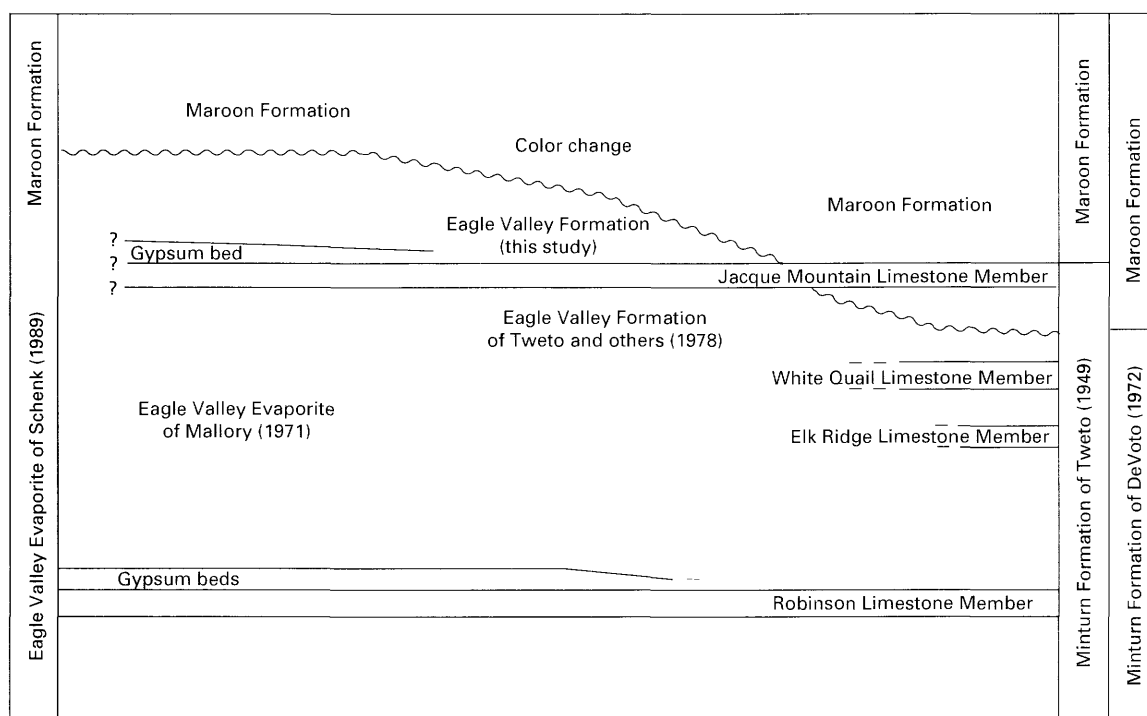 Maroon Formation
Eagle Valley Evaporite of Schenk (1989)
Maroon Formation
Color change
Maroon Formation
Eagle Valley Formation
(this study)
?
Gypsum bed
?
Jacque Mountain Limestone Member
?
Eagle Valley Formation
of Tweto and others (1978)
White Quail Limestone Member
Eagle Valley Evaporite
of Mallory (1971)
Elk Ridge Limestone Member
Gypsum beds
Robinson Limestone Member
Maroon Formation
Minturn Formation of Tweto (1949)
Maroon Formation
Minturn Formation of DeVoto (1972)